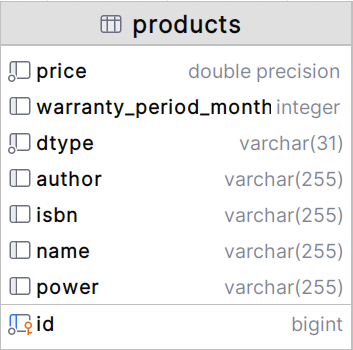 products
price double precision
warranty_period_month integer
dtype varchar(31)
author varchar(255)
isbn varchar(255)
name varchar(255)
power varchar(255)
id bigint